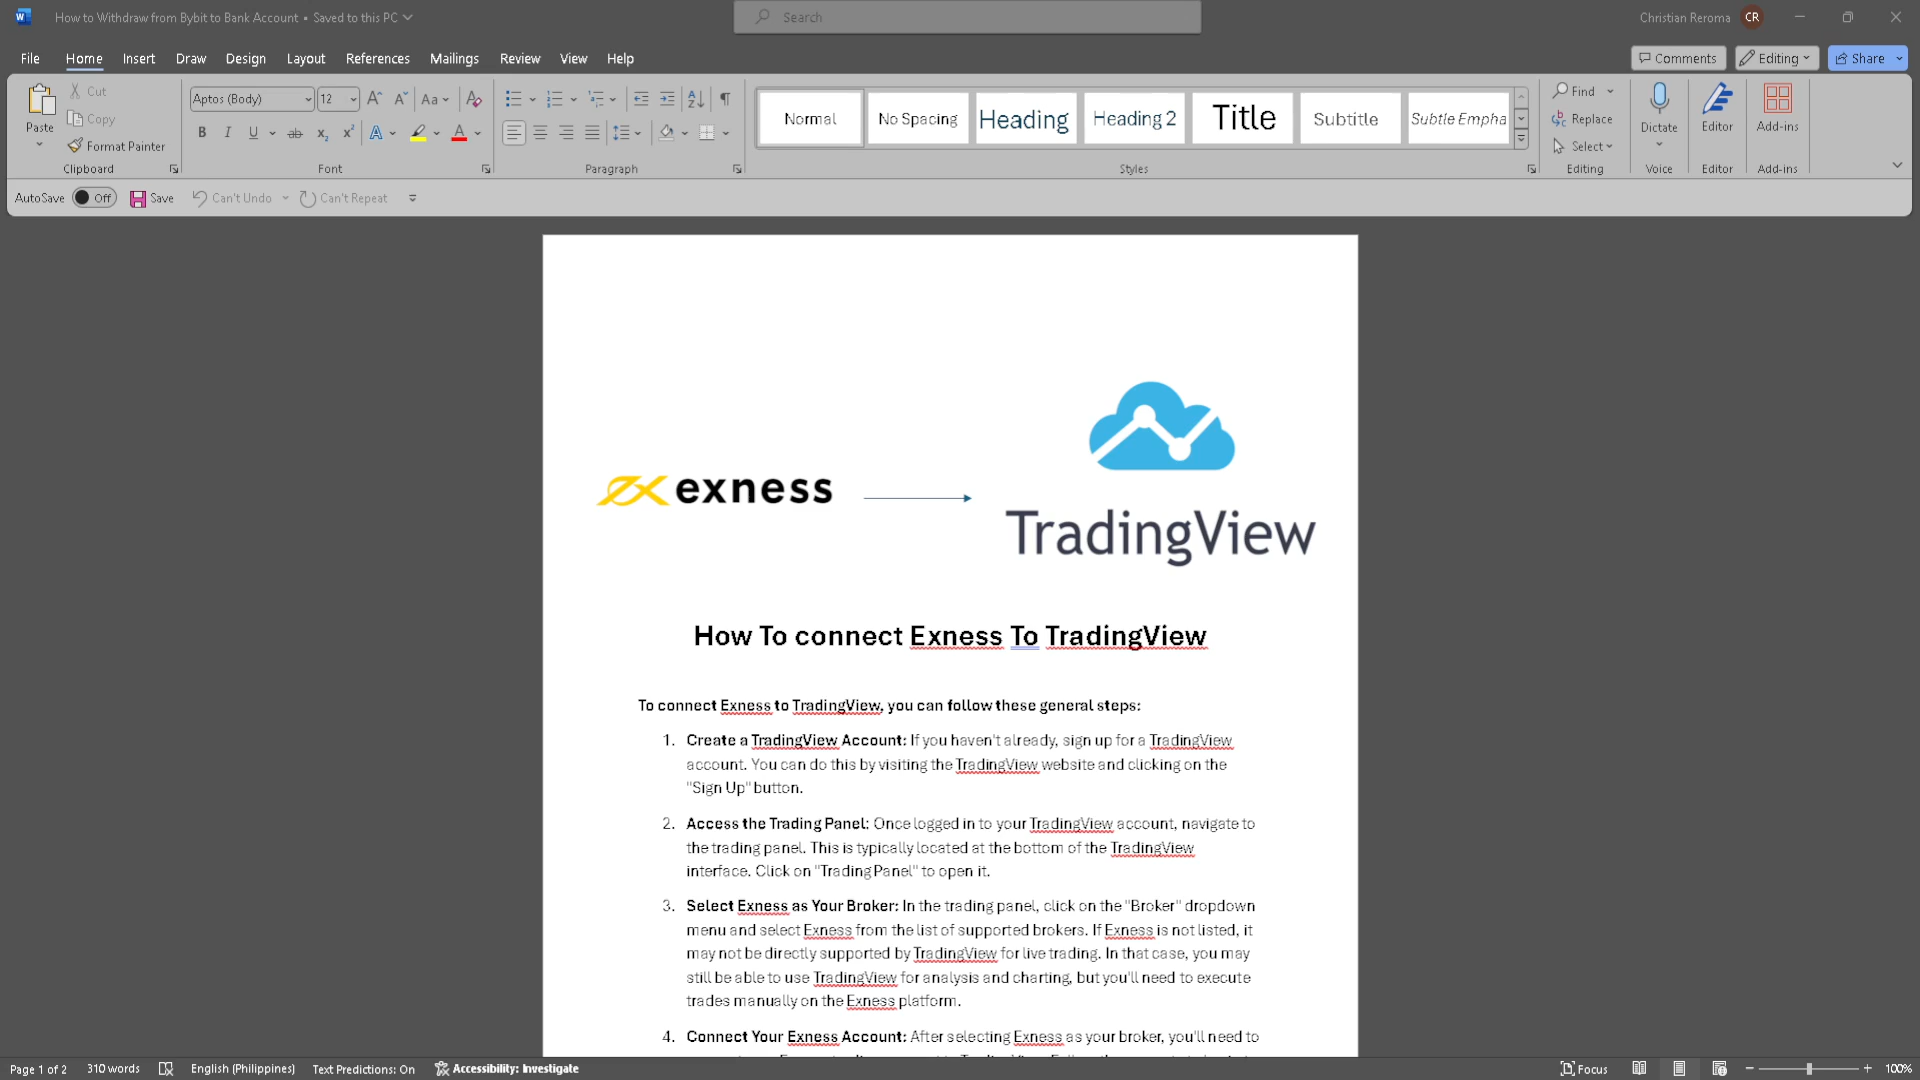 How to Withdraw from Bybit to Bank Account • Saved to this PC
Search
Christian Reroma CR
File Home Insert Draw Design Layout References Mailings Review View Help
Comments Editing Share
Paste
Cut
Copy
Format Painter
Clipboard
Aptos (Body) 12
Aa
B I U ab x₂ x² A A
Font
Paragraph
Normal No Spacing Heading Heading 2 Title Subtitle Subtle Empha
Styles
Find
Replace
Select
Editing
Dictate
Voice
Editor
Editor
Add-ins
Add-ins
AutoSave Off Save Can't Undo Can't Repeat
exness
TradingView
How To connect Exness To TradingView
To connect Exness to TradingView, you can follow these general steps:
1. Create a TradingView Account: If you haven't already, sign up for a TradingView
account. You can do this by visiting the TradingView website and clicking on the
"Sign Up" button.
2. Access the Trading Panel: Once logged in to your TradingView account, navigate to
the trading panel. This is typically located at the bottom of the TradingView
interface. Click on "Trading Panel" to open it.
3. Select Exness as Your Broker: In the trading panel, click on the "Broker" dropdown
menu and select Exness from the list of supported brokers. If Exness is not listed, it
may not be directly supported by TradingView for live trading. In that case, you may
still be able to use TradingView for analysis and charting, but you'll need to execute
trades manually on the Exness platform.
4. Connect Your Exness Account: After selecting Exness as your broker, you'll need to
Page 1 of 2 310 words English (Philippines) Text Predictions: On Accessibility: Investigate Focus 100%